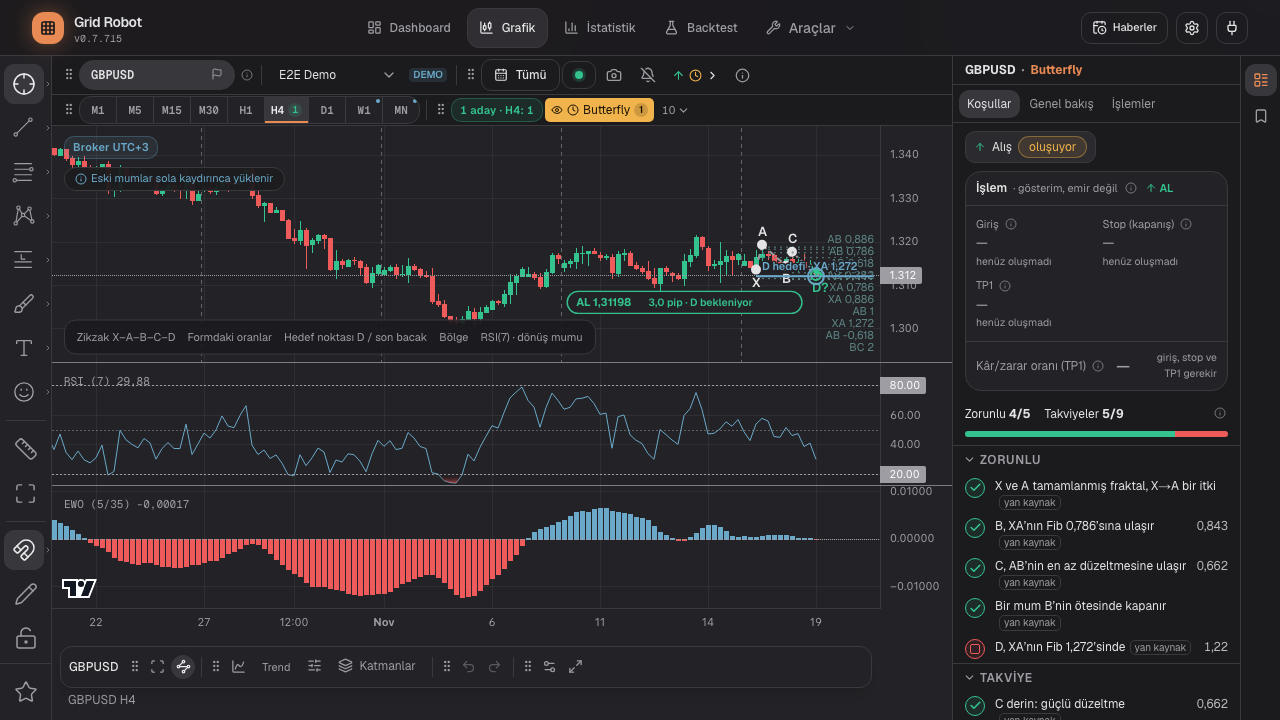 Grid Robot
v0.7.715
Dashboard
Grafik
İstatistik
Backtest
Araçlar
Haberler
GBPUSD
E2E Demo
DEMO
Tümü
M1 M5 M15 M30 H1 H4 1 D1 W1 MN
1 aday · H4: 1
Butterfly 1
10
Broker UTC+3
Eski mumlar sola kaydırınca yüklenir
A
C
X
B
D?
D hedefi · XA 1,272
AB 0,886
AB 0,786
XA 0,786
XA 0,886
AB 1
XA 1,272
AB -0,618
BC 2
AL 1,31198 3,0 pip · D bekleniyor
Zikzak X–A–B–C–D Formdaki oranlar Hedef noktası D / son bacak Bölge RSI(7) · dönüş mumu
1.340
1.330
1.320
1.312
1.310
1.300
RSI (7) 29,88
80.00
60.00
40.00
20.00
EWO (5/35) -0,00017
0.01000
0.00000
−0.01000
22 27 12:00 Nov 6 11 14 19
GBPUSD
Trend
Katmanlar
GBPUSD H4
GBPUSD · Butterfly
Koşullar
Genel bakış
İşlemler
Alış oluşuyor
İşlem · gösterim, emir değil AL
Giriş
—
henüz oluşmadı
Stop (kapanış)
—
henüz oluşmadı
TP1
—
henüz oluşmadı
Kâr/zarar oranı (TP1) —
giriş, stop ve
TP1 gerekir
Zorunlu 4/5 Takviyeler 5/9
ZORUNLU
X ve A tamamlanmış fraktal, X→A bir itki
yan kaynak
B, XA'nın Fib 0,786'sına ulaşır 0,843
yan kaynak
C, AB'nin en az düzeltmesine ulaşır 0,662
yan kaynak
Bir mum B'nin ötesinde kapanır
yan kaynak
D, XA'nın Fib 1,272'sinde yan kaynak 1,22
TAKVİYE
C derin: güçlü düzeltme 0,662